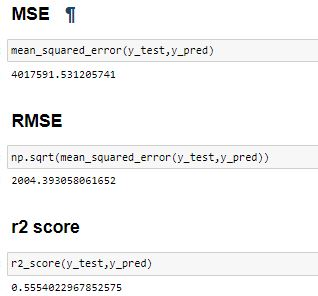 MSE ¶
mean_squared_error(y_test,y_pred)
4017591.531205741
RMSE
np.sqrt(mean_squared_error(y_test,y_pred))
2004.393058061652
r2 score
r2_score(y_test,y_pred)
0.5554022967852575